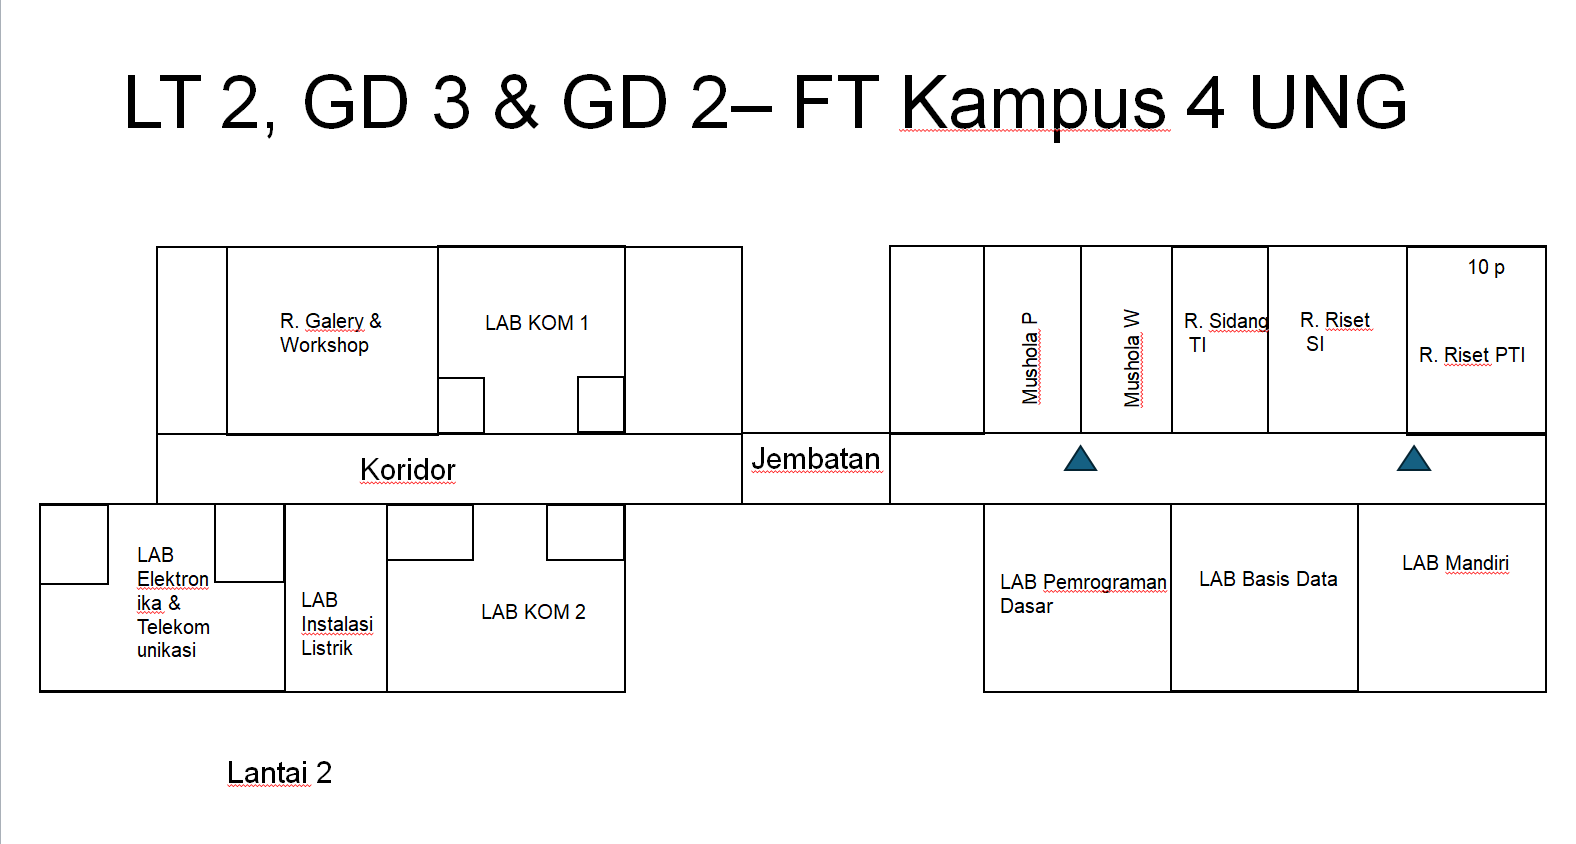 LT 2, GD 3 & GD 2– FT Kampus 4 UNG
R. Galery &
Workshop
LAB KOM 1
Mushola P
Mushola W
R. Sidang
TI
R. Riset
SI
10 p
R. Riset PTI
Koridor
Jembatan
LAB
Elektron
ika &
Telekom
unikasi
LAB
Instalasi
Listrik
LAB KOM 2
LAB Pemrograman
Dasar
LAB Basis Data
LAB Mandiri
Lantai 2